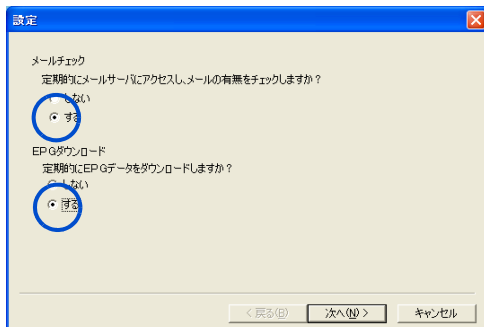 設定
メールチェック
定期的にメールサーバにアクセスし、メールの有無をチェックしますか？
しない
する
EPGダウンロード
定期的にEPGデータをダウンロードしますか？
しない
する
< 戻る(B) 次へ(N) > キャンセル